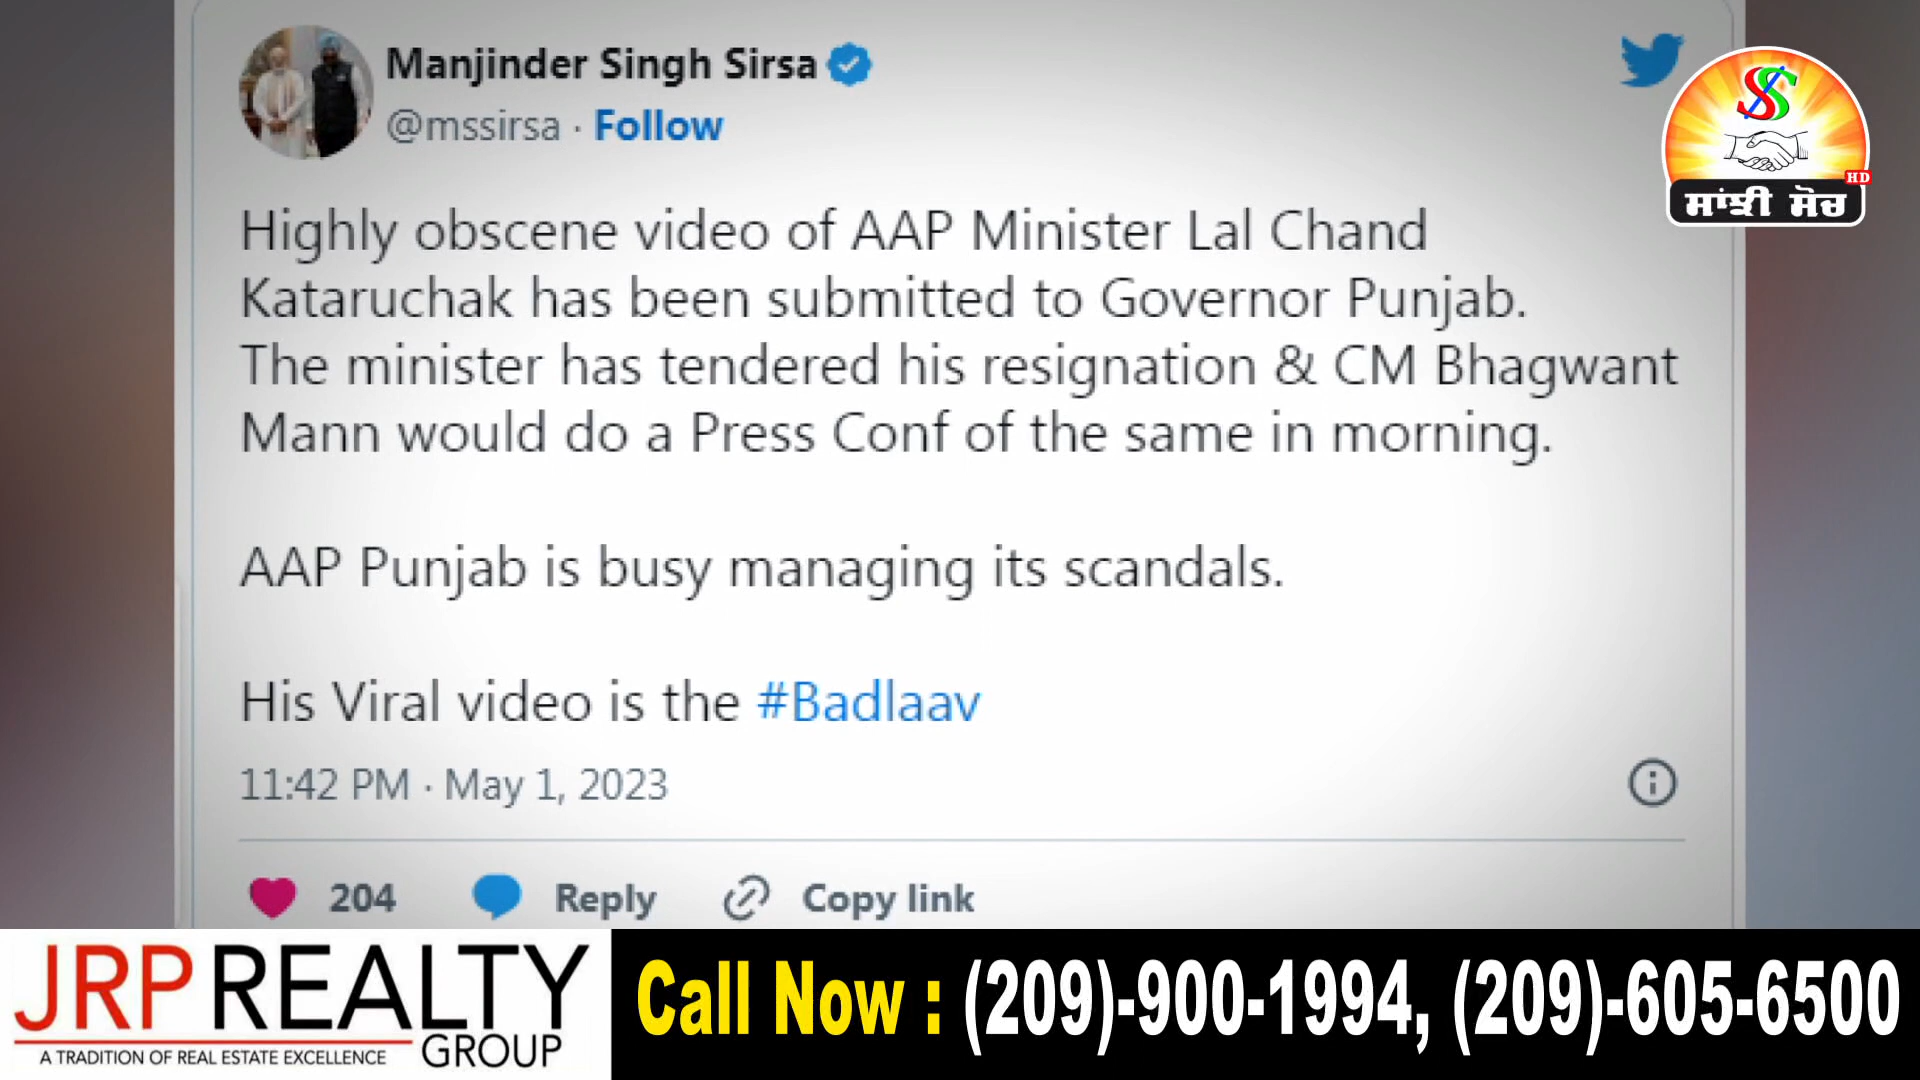 Manjinder Singh Sirsa
@mssirsa · Follow
SS
HD
ਸਾਂਝੀ ਸੋਚ
Highly obscene video of AAP Minister Lal Chand
Kataruchak has been submitted to Governor Punjab.
The minister has tendered his resignation & CM Bhagwant
Mann would do a Press Conf of the same in morning.
AAP Punjab is busy managing its scandals.
His Viral video is the #Badlaav
11:42 PM · May 1, 2023
204 Reply Copy link
JRP REALTY
A TRADITION OF REAL ESTATE EXCELLENCE GROUP
Call Now : (209)-900-1994, (209)-605-6500